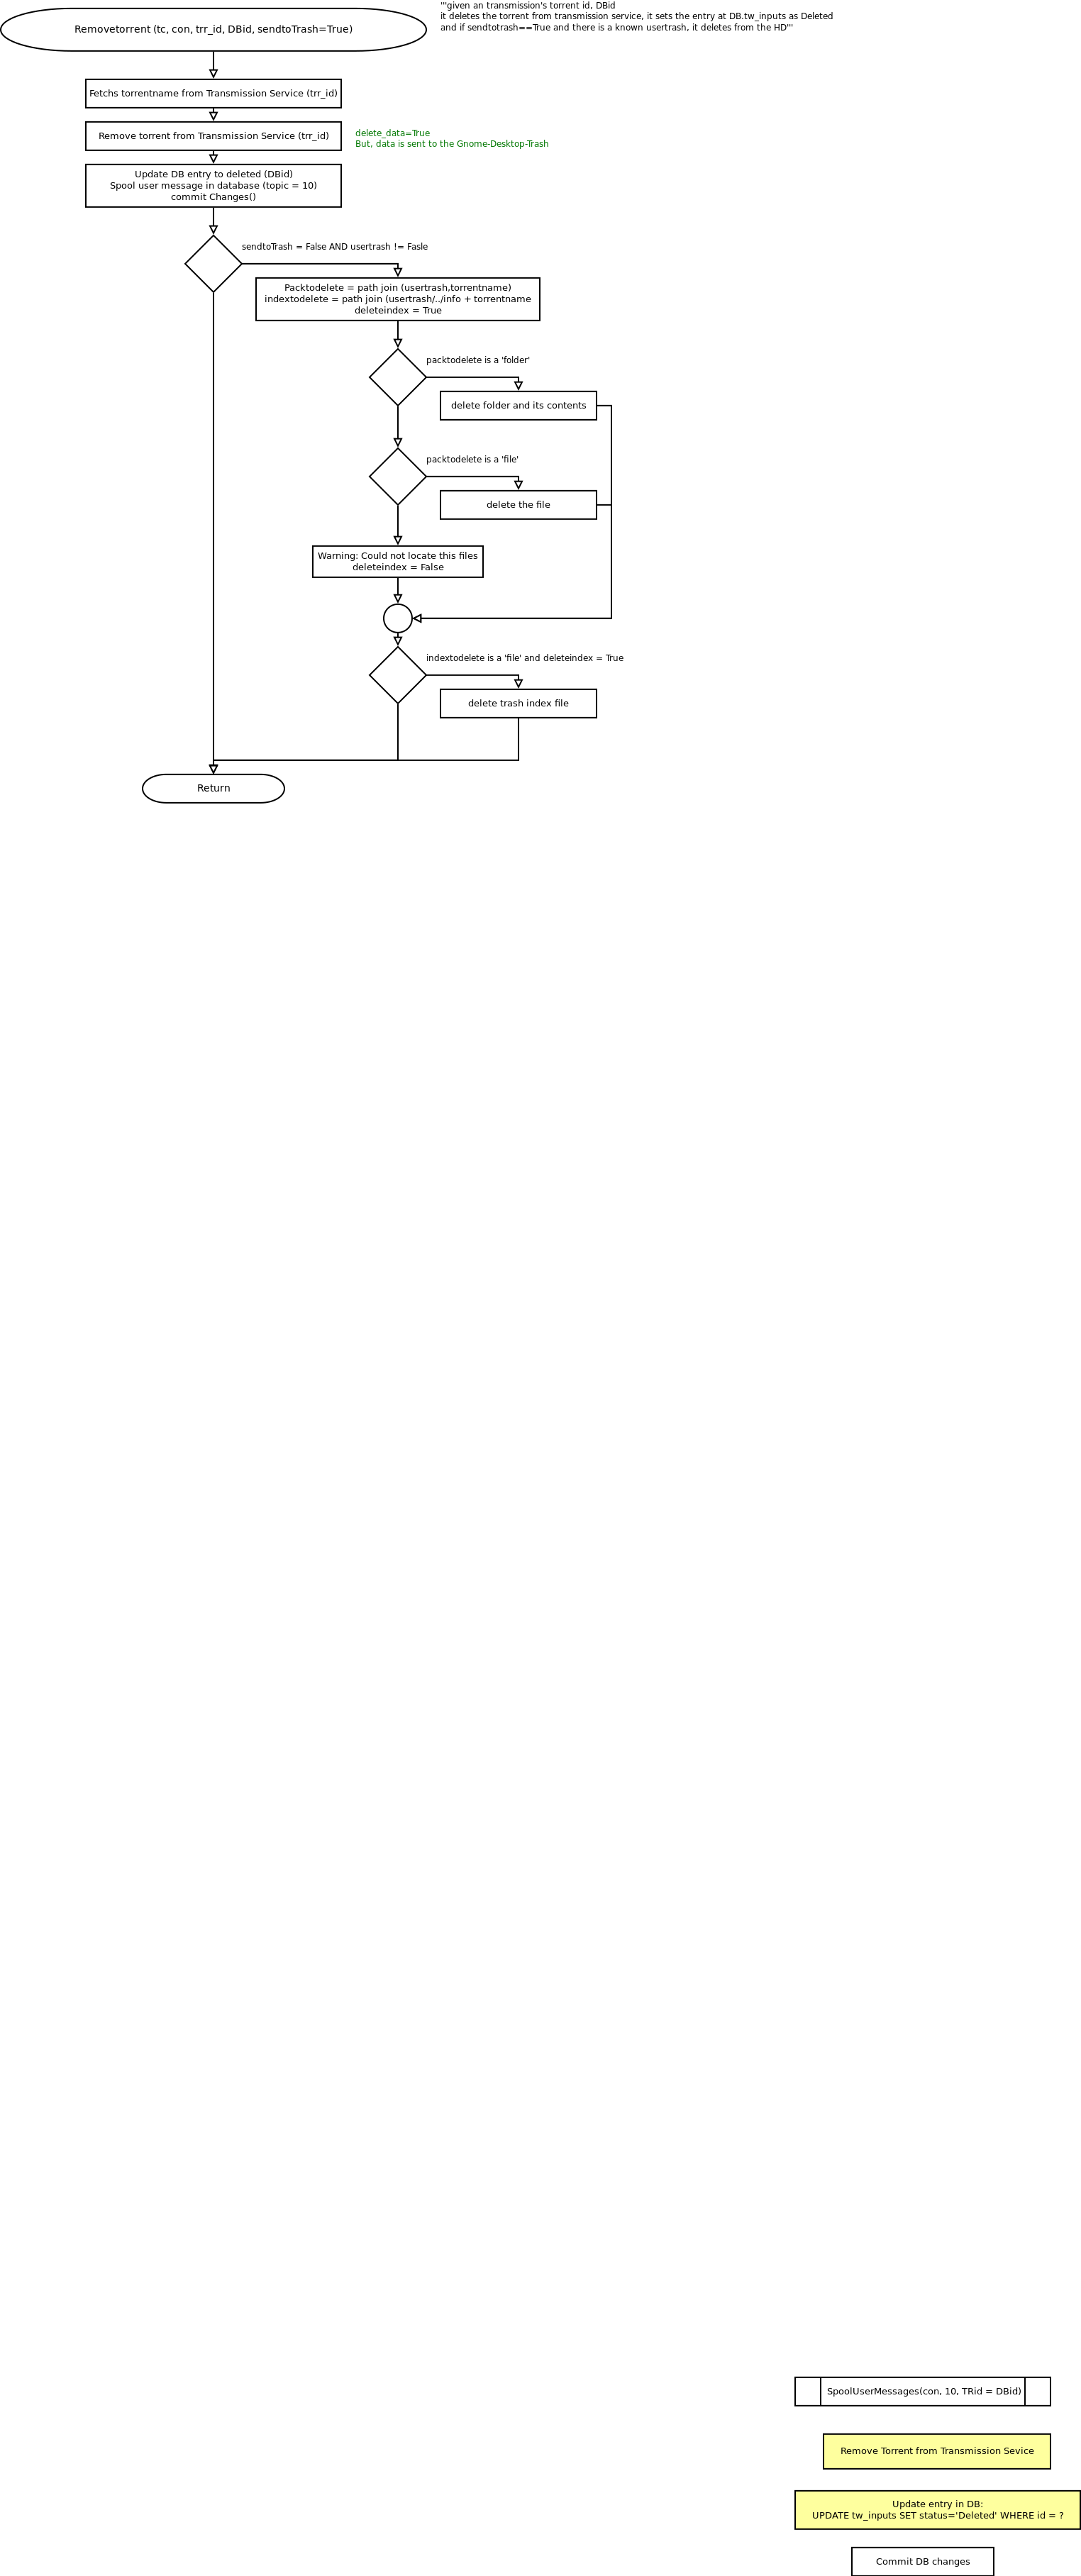 '''given an transmission's torrent id, DBid
it deletes the torrent from transmission service, it sets the entry at DB.tw_inputs as Deleted
and if sendtotrash==True and there is a known usertrash, it deletes from the HD'''
Removetorrent (tc, con, trr_id, DBid, sendtoTrash=True)
Fetchs torrentname from Transmission Service (trr_id)
Remove torrent from Transmission Service (trr_id)
delete_data=True
But, data is sent to the Gnome-Desktop-Trash
Update DB entry to deleted (DBid)
Spool user message in database (topic = 10)
commit Changes()
sendtoTrash = False AND usertrash != Fasle
Packtodelete = path join (usertrash,torrentname)
indextodelete = path join (usertrash/../info + torrentname
deleteindex = True
packtodelete is a 'folder'
delete folder and its contents
packtodelete is a 'file'
delete the file
Warning: Could not locate this files
deleteindex = False
indextodelete is a 'file' and deleteindex = True
delete trash index file
Return
SpoolUserMessages(con, 10, TRid = DBid)
Remove Torrent from Transmission Sevice
Update entry in DB:
UPDATE tw_inputs SET status='Deleted' WHERE id = ?
Commit DB changes